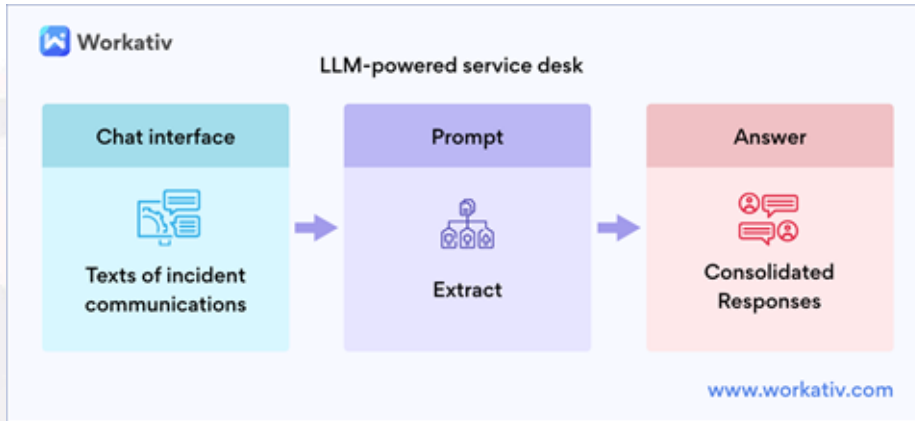 Workativ
LLM-powered service desk
Chat interface
Texts of incident
communications
Prompt
Extract
Answer
Consolidated
Responses
www.workativ.com